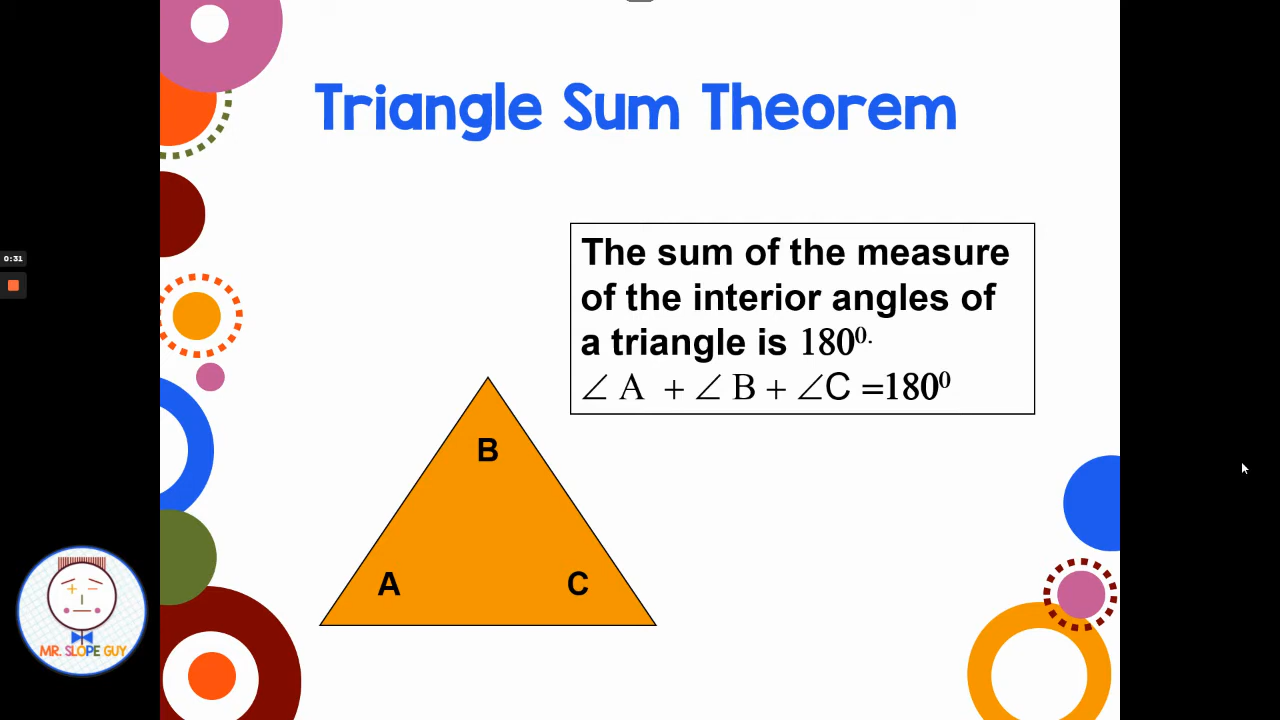 Triangle Sum Theorem
0:31
The sum of the measure
of the interior angles of
a triangle is 180⁰.
∠ A + ∠ B + ∠C =180⁰
B
A C
MR. SLOPE GUY